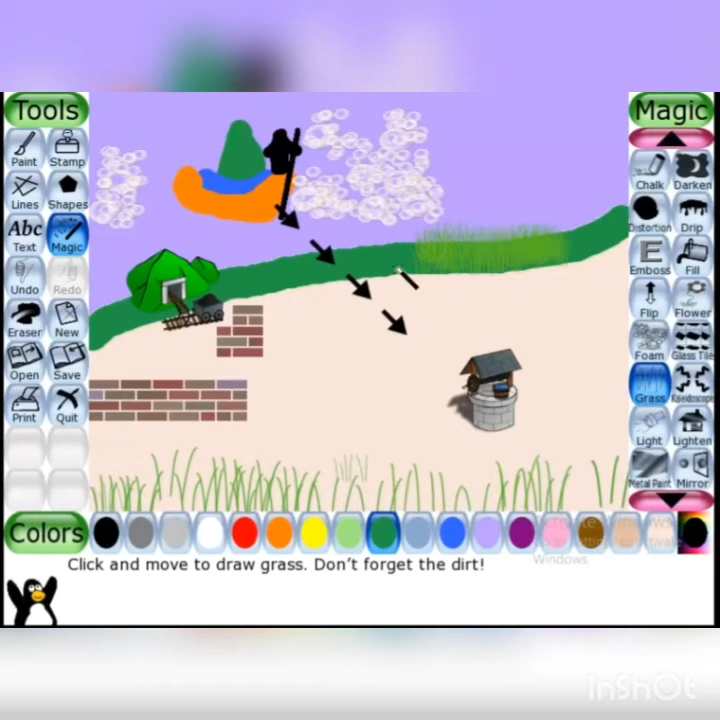 Tools
Magic
Paint
Stamp
Lines
Shapes
Abc
Text
Magic
Undo
Redo
Eraser
New
Open
Save
Print
Quit
Chalk
Darken
Distortion
Drip
E
Emboss
Fill
Flip
Flower
Foam
Glass Tile
Grass
Kaleidoscope
Light
Lighten
Metal Paint
Mirror
Colors
Windows.
Click and move to draw grass. Don't forget the dirt!
InShOt